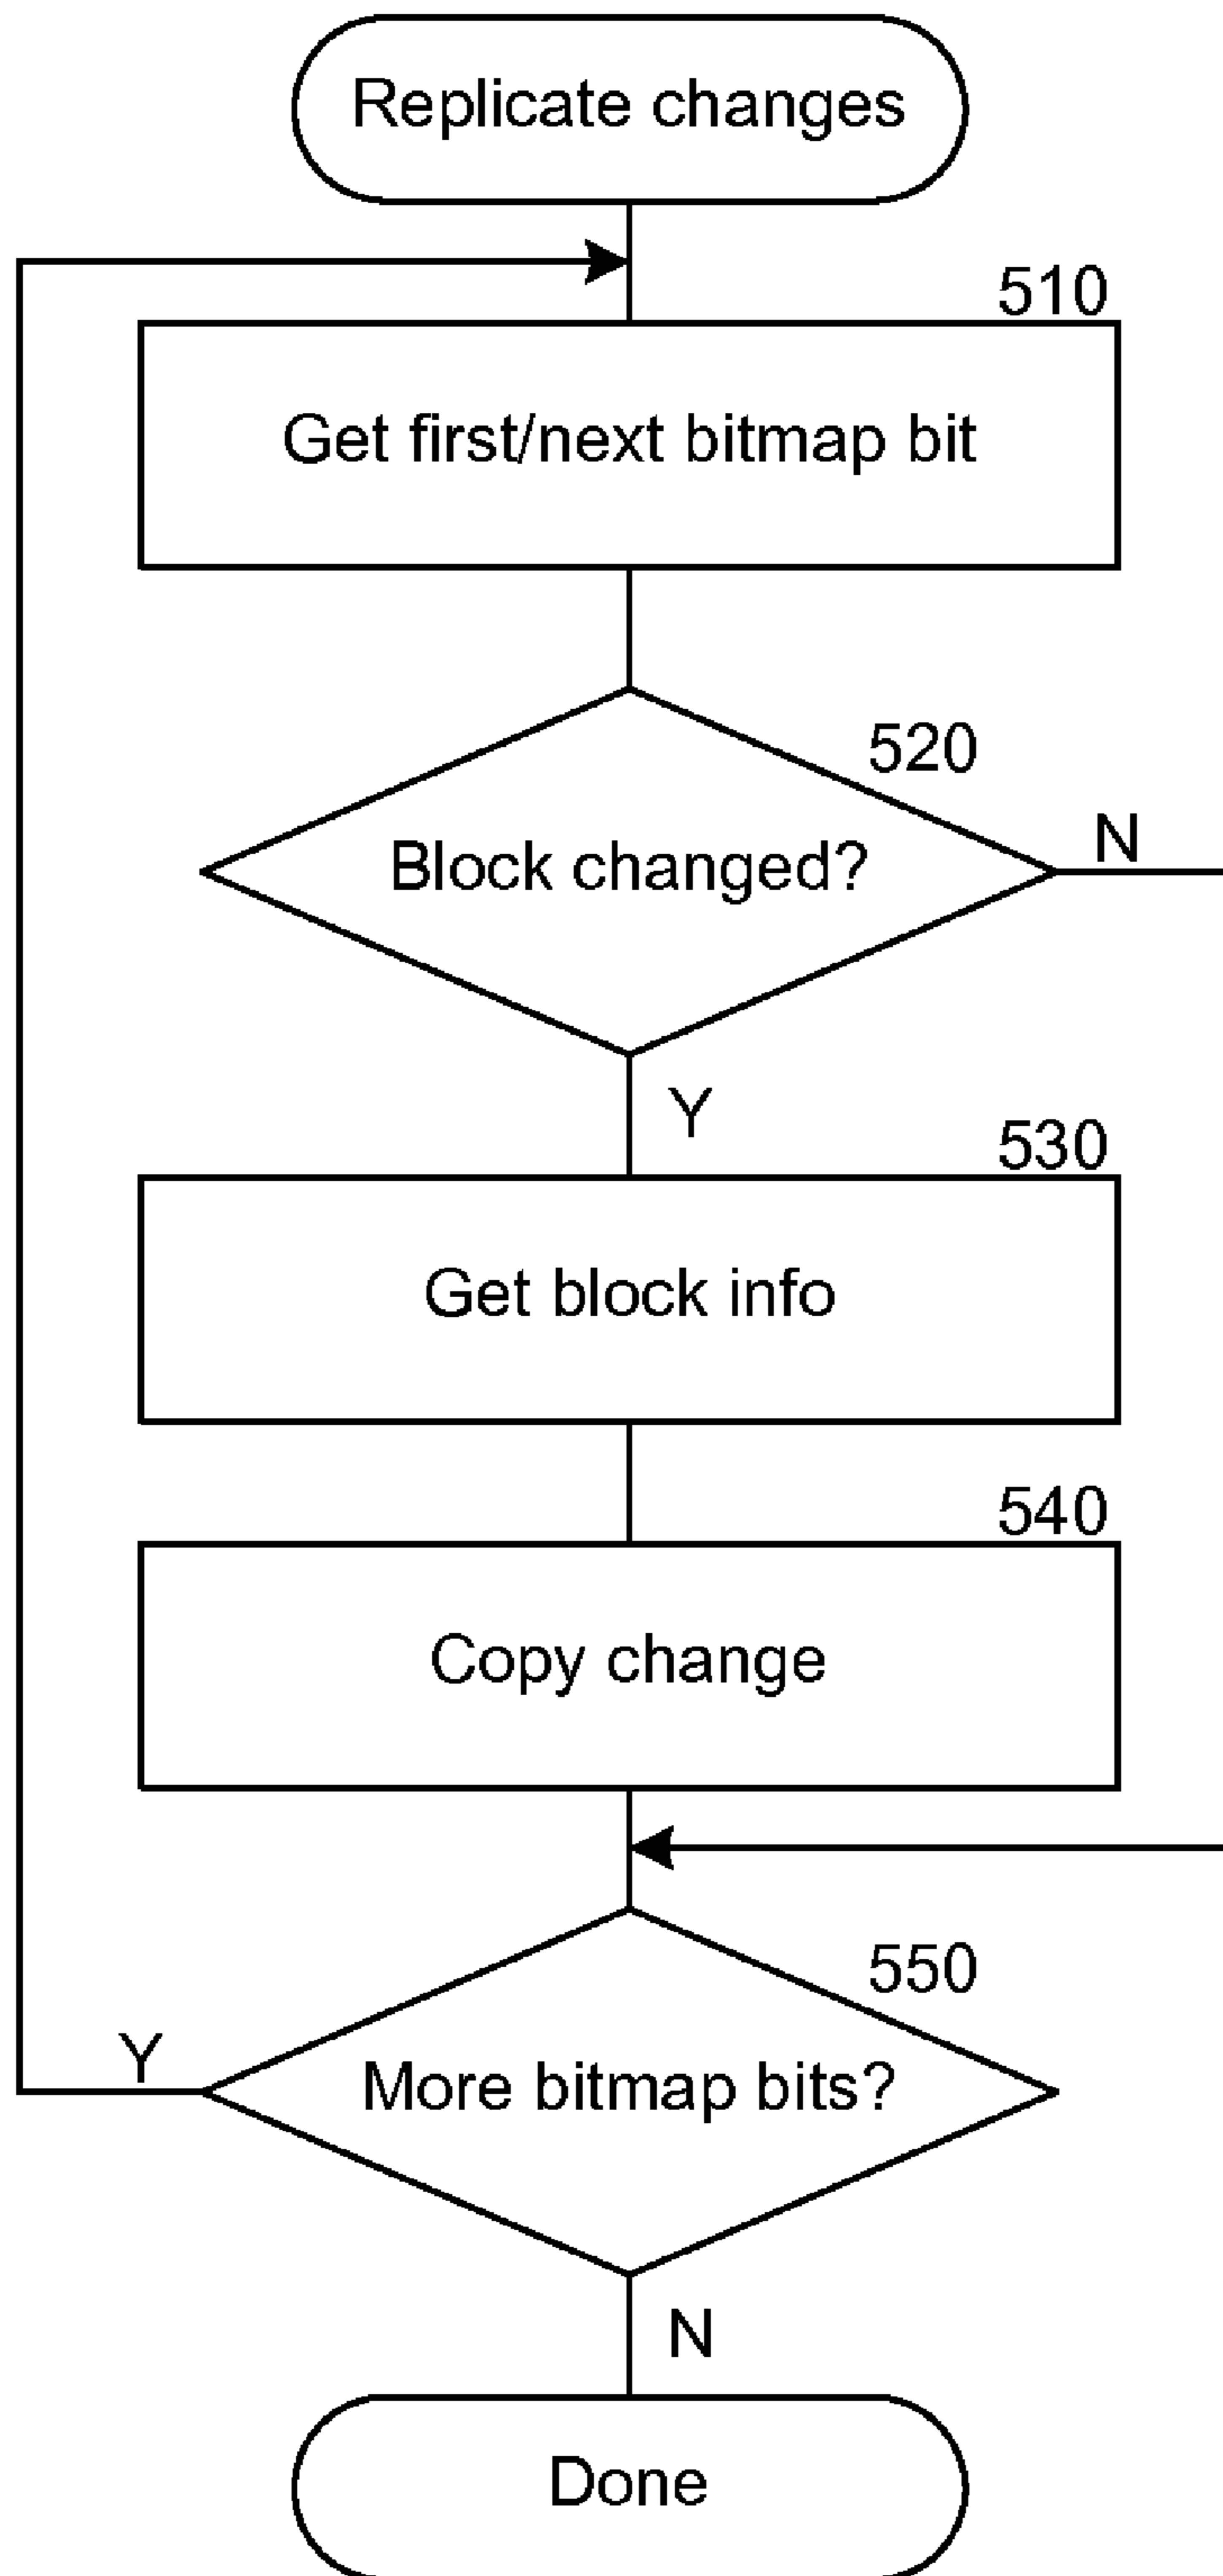 Replicate changes
510
Get first/next bitmap bit
520
Block changed?
N
Y
530
Get block info
540
Copy change
550
Y
More bitmap bits?
N
Done